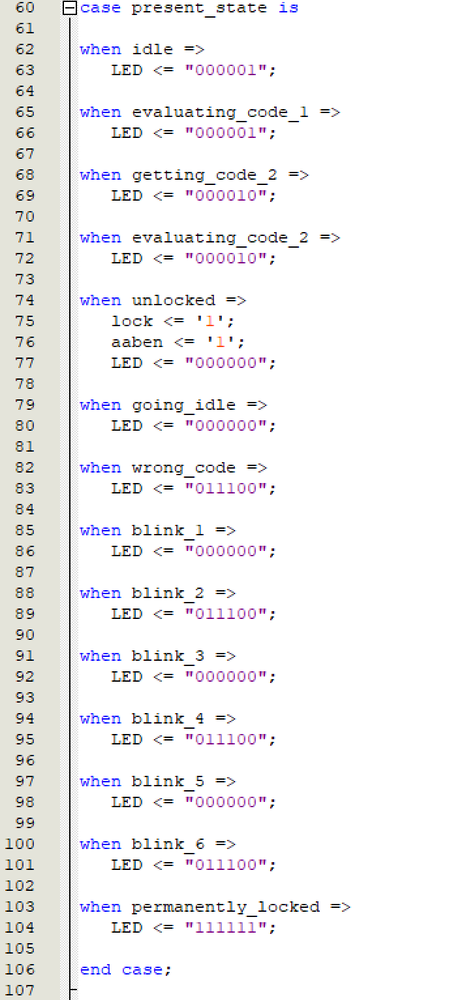 60 case present_state is
61
62 when idle =>
63 LED <= "000001";
64
65 when evaluating_code_1 =>
66 LED <= "000001";
67
68 when getting_code_2 =>
69 LED <= "000010";
70
71 when evaluating_code_2 =>
72 LED <= "000010";
73
74 when unlocked =>
75 lock <= '1';
76 aaben <= '1';
77 LED <= "000000";
78
79 when going_idle =>
80 LED <= "000000";
81
82 when wrong_code =>
83 LED <= "011100";
84
85 when blink_1 =>
86 LED <= "000000";
87
88 when blink_2 =>
89 LED <= "011100";
90
91 when blink_3 =>
92 LED <= "000000";
93
94 when blink_4 =>
95 LED <= "011100";
96
97 when blink_5 =>
98 LED <= "000000";
99
100 when blink_6 =>
101 LED <= "011100";
102
103 when permanently_locked =>
104 LED <= "111111";
105
106 end case;
107